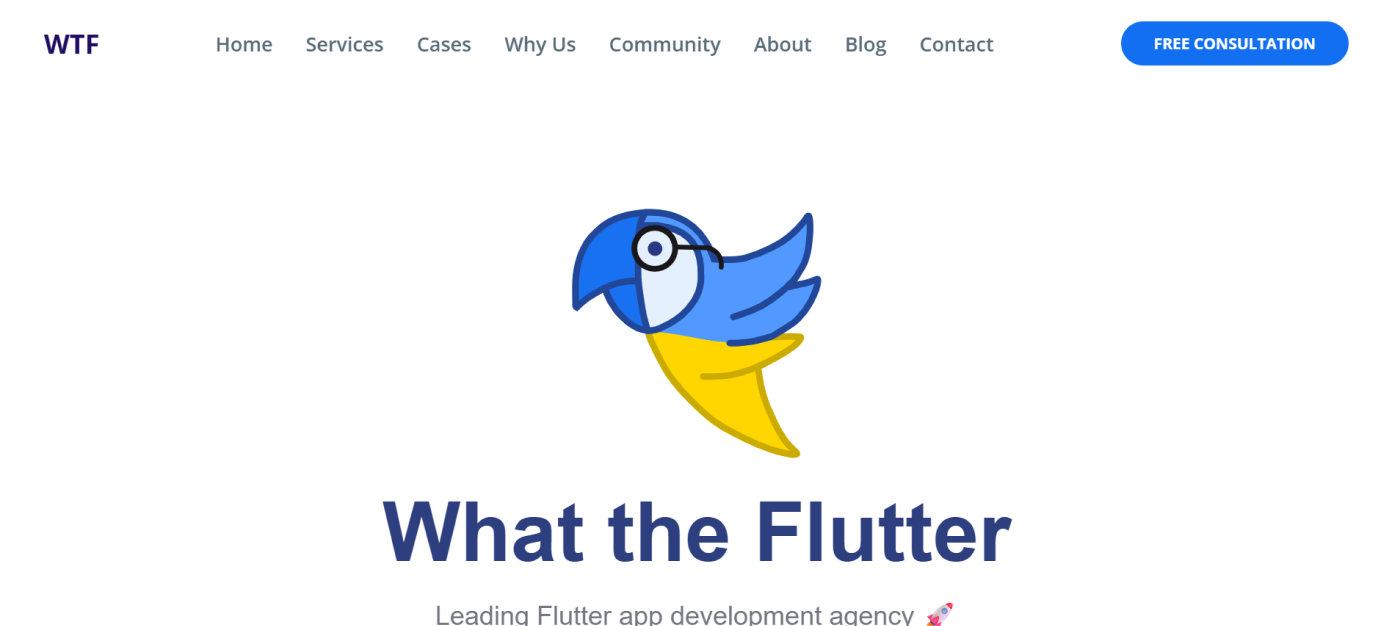 WTF Home Services Cases Why Us Community About Blog Contact FREE CONSULTATION
What the Flutter
Leading Flutter app development agency 🚀